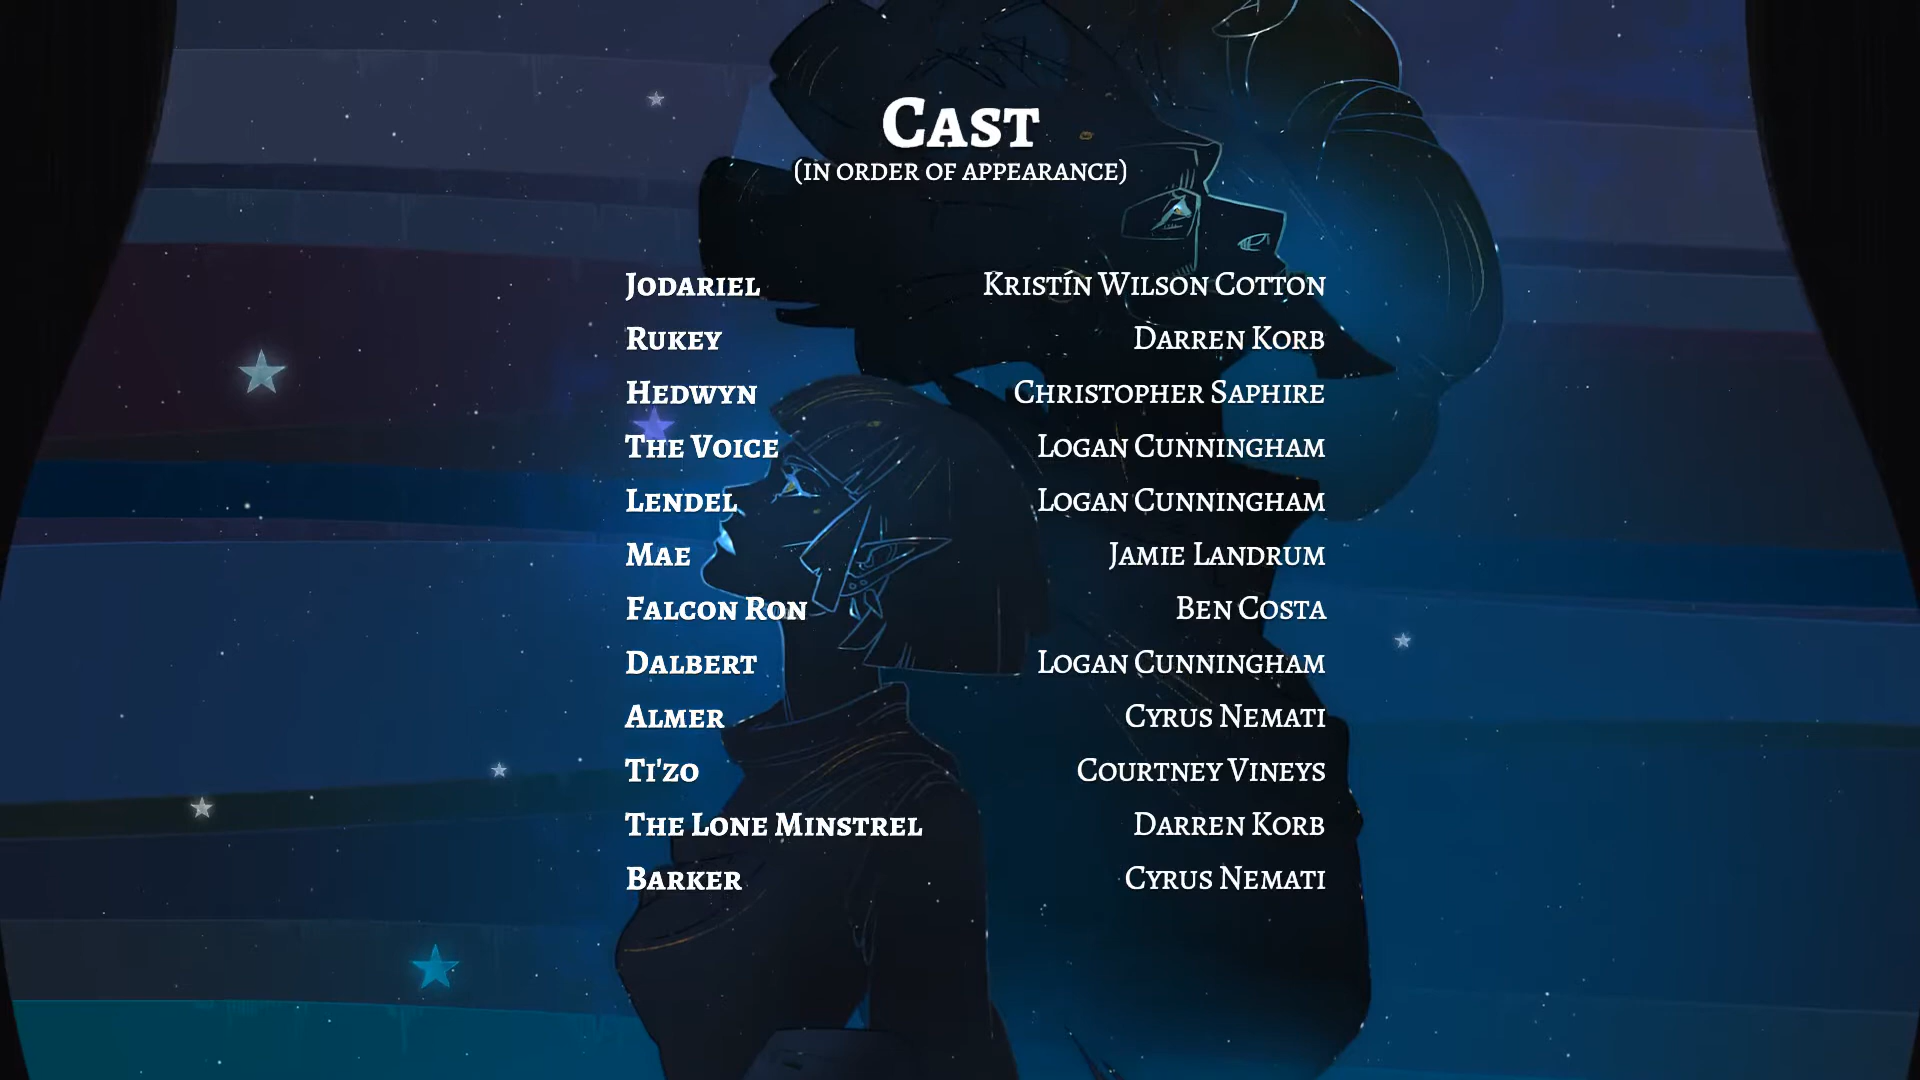 Cast
(in order of appearance)
Jodariel Kristín Wilson Cotton
Rukey Darren Korb
Hedwyn Christopher Saphire
The Voice Logan Cunningham
Lendel Logan Cunningham
Mae Jamie Landrum
Falcon Ron Ben Costa
Dalbert Logan Cunningham
Almer Cyrus Nemati
Ti'zo Courtney Vineys
The Lone Minstrel Darren Korb
Barker Cyrus Nemati